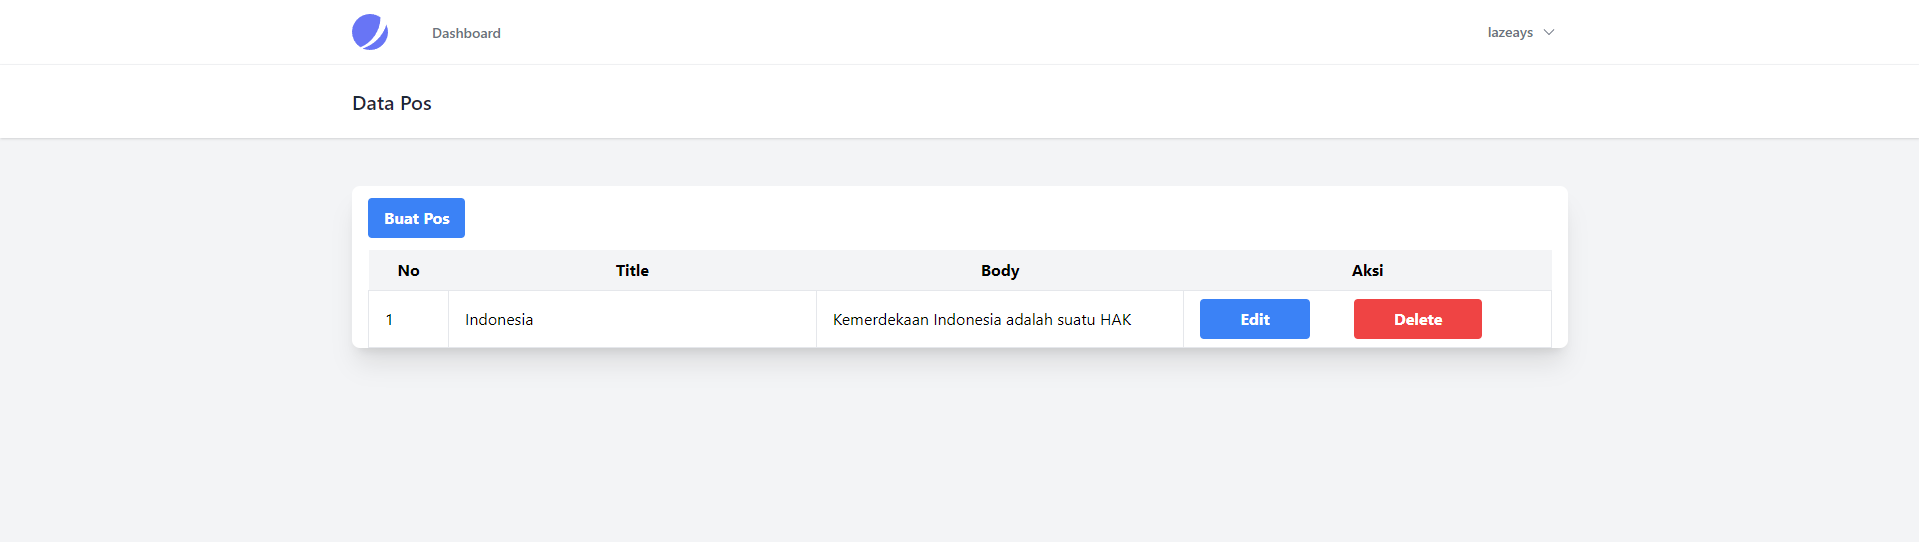 Dashboard
lazeays
Data Pos
Buat Pos
No Title Body Aksi
1 Indonesia Kemerdekaan Indonesia adalah suatu HAK Edit Delete